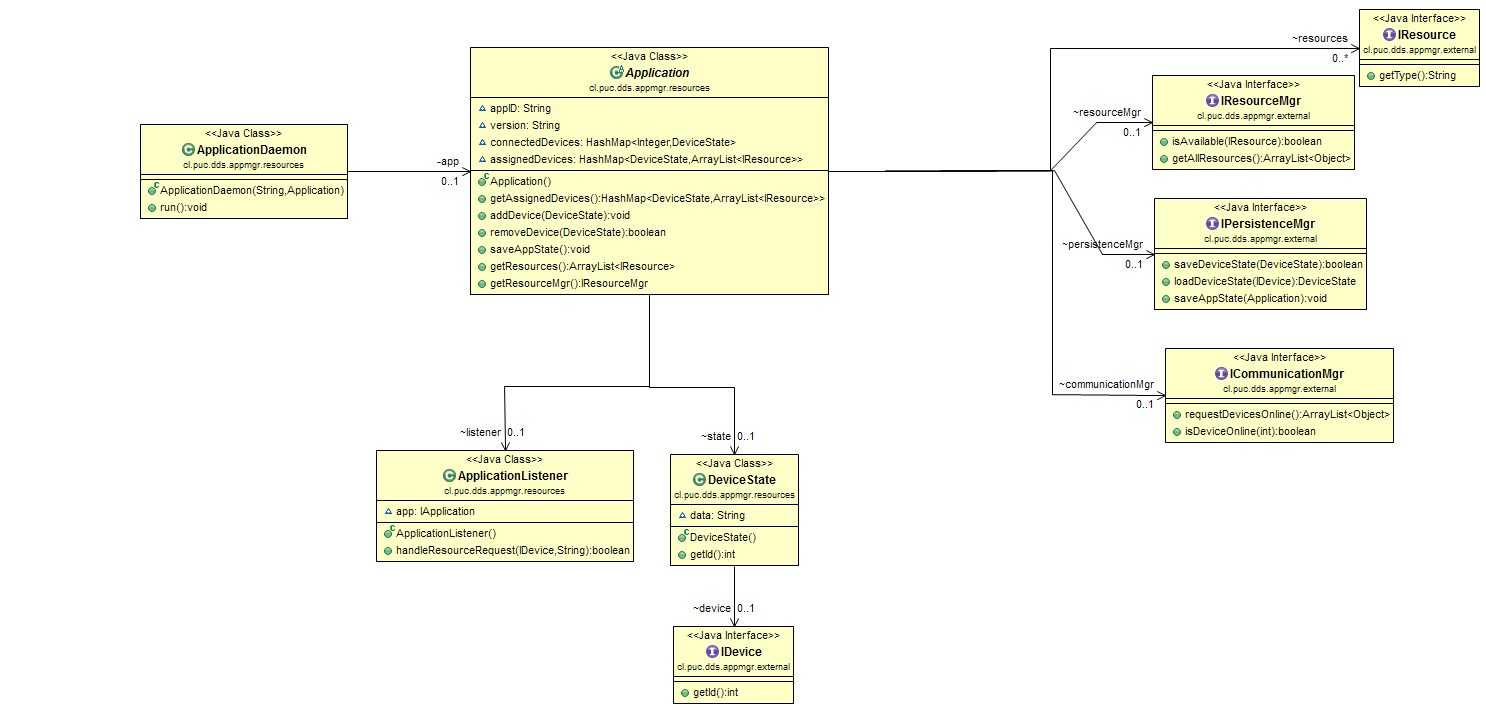 <<Java Class>>
ApplicationDaemon
cl.puc.dds.appmgr.resources
ApplicationDaemon(String,Application)
run():void
-app
0..1
<<Java Class>>
Application
cl.puc.dds.appmgr.resources
appID: String
version: String
connectedDevices: HashMap<Integer,DeviceState>
assignedDevices: HashMap<DeviceState,ArrayList<IResource>>
Application()
getAssignedDevices():HashMap<DeviceState,ArrayList<IResource>>
addDevice(DeviceState):void
removeDevice(DeviceState):boolean
saveAppState():void
getResources():ArrayList<IResource>
getResourceMgr():IResourceMgr
~resources
0..*
<<Java Interface>>
IResource
cl.puc.dds.appmgr.external
getType():String
~resourceMgr
0..1
<<Java Interface>>
IResourceMgr
cl.puc.dds.appmgr.external
isAvailable(IResource):boolean
getAllResources():ArrayList<Object>
~persistenceMgr
0..1
<<Java Interface>>
IPersistenceMgr
cl.puc.dds.appmgr.external
saveDeviceState(DeviceState):boolean
loadDeviceState(IDevice):DeviceState
saveAppState(Application):void
~communicationMgr
0..1
<<Java Interface>>
ICommunicationMgr
cl.puc.dds.appmgr.external
requestDevicesOnline():ArrayList<Object>
isDeviceOnline(int):boolean
~listener 0..1
<<Java Class>>
ApplicationListener
cl.puc.dds.appmgr.resources
app: IApplication
ApplicationListener()
handleResourceRequest(IDevice,String):boolean
~state 0..1
<<Java Class>>
DeviceState
cl.puc.dds.appmgr.resources
data: String
DeviceState()
getId():int
~device 0..1
<<Java Interface>>
IDevice
cl.puc.dds.appmgr.external
getId():int